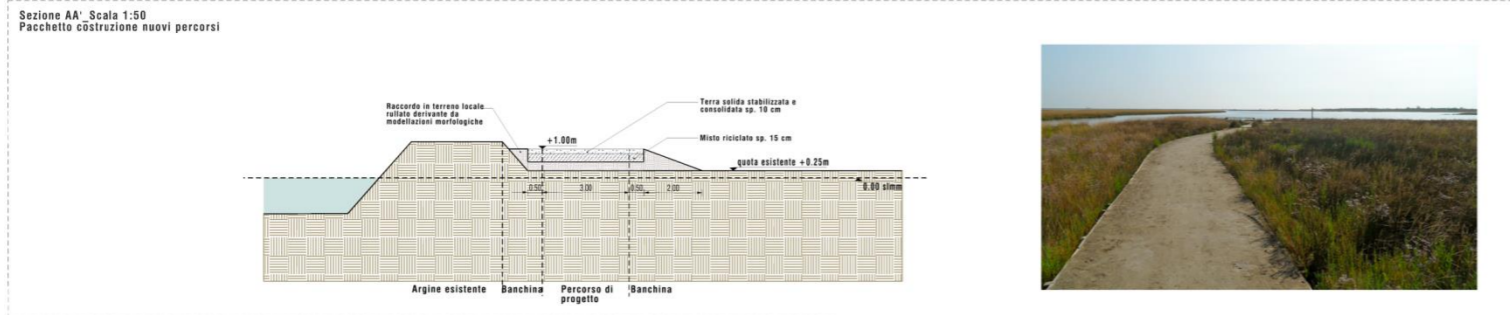 Sezione AA'_Scala 1:50
Pacchetto costruzione nuovi percorsi
Raccordo in terreno locale
rullato derivante da
modellazioni morfologiche
Terra solida stabilizzata e
consolidata sp. 10 cm
+1.00m
Misto riciclato sp. 15 cm
quota esistente +0.25m
0.50 3.00 0.50 2.00
0.00 slmm
Argine esistente Banchina Percorso di Banchina
progetto